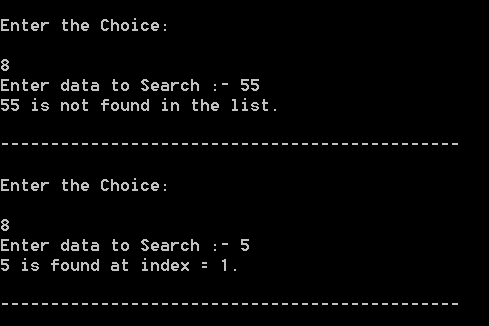 Enter the Choice:
8
Enter data to Search :- 55
55 is not found in the list.
----------------------------------------------
Enter the Choice:
8
Enter data to Search :- 5
5 is found at index = 1.
----------------------------------------------